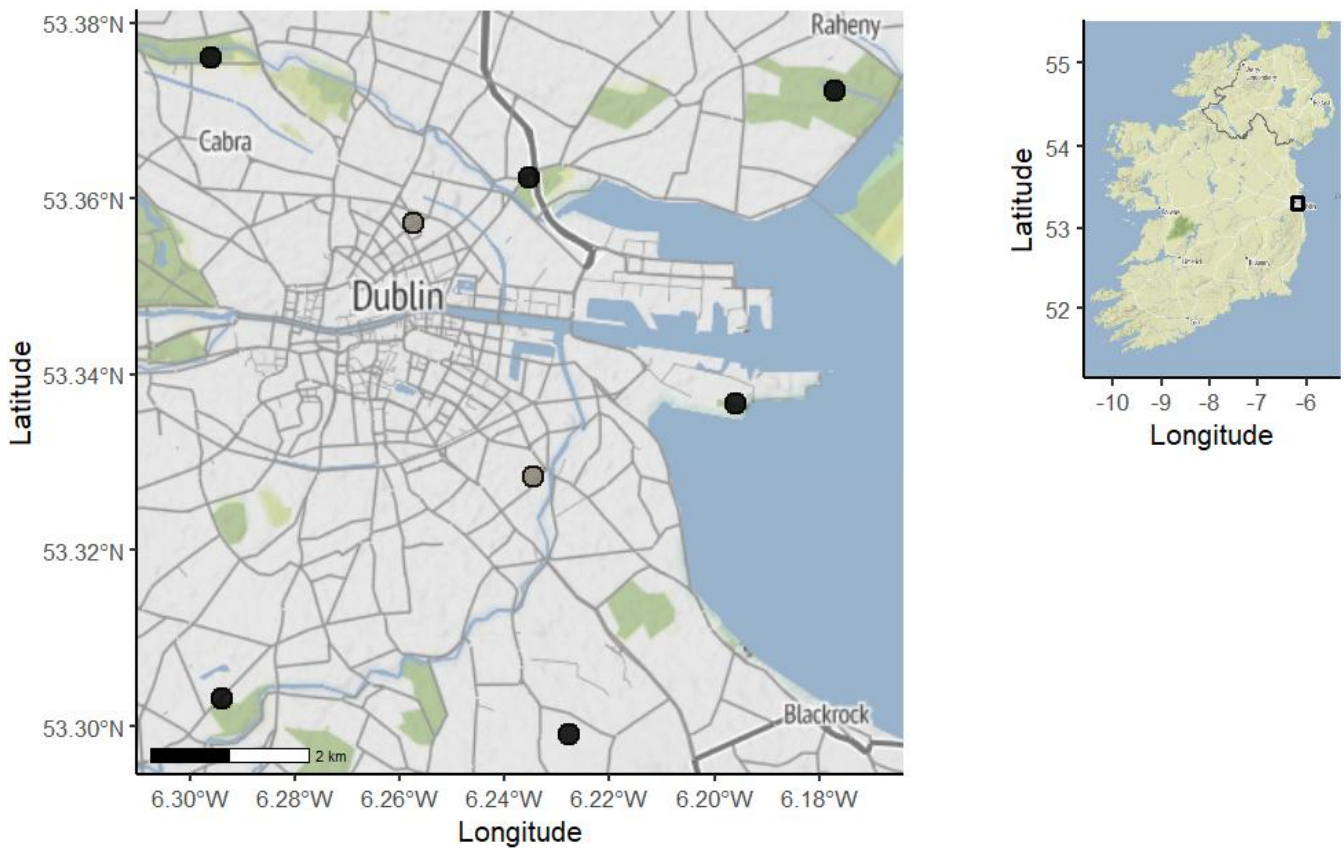 53.38°N
Raheny
Cabra
53.36°N
Dublin
53.34°N
53.32°N
53.30°N
Blackrock
2 km
6.30°W 6.28°W 6.26°W 6.24°W 6.22°W 6.20°W 6.18°W
Longitude
Latitude
55
54
53
52
-10 -9 -8 -7 -6
Longitude
Latitude